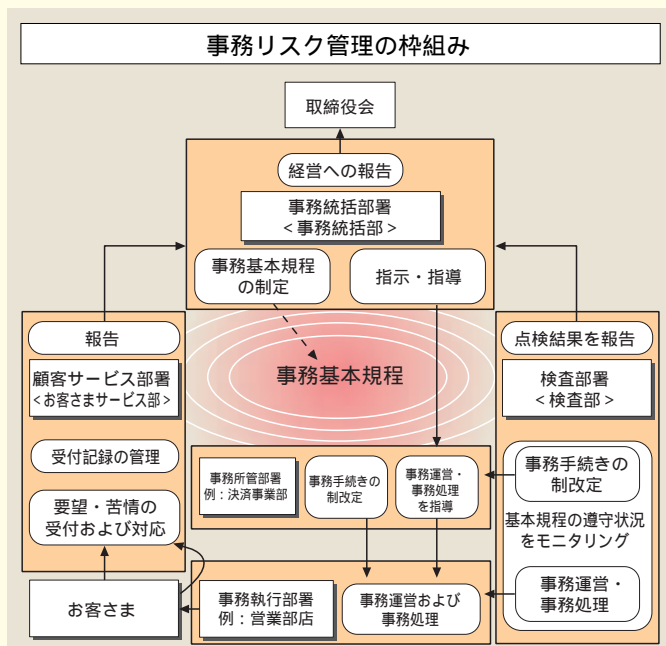 事務リスク管理の枠組み
取締役会
経営への報告
事務統括部署
<事務統括部>
事務基本規程
の制定
指示・指導
報告
顧客サービス部署
<お客さまサービス部>
受付記録の管理
要望・苦情の
受付および対応
お客さま
事務基本規程
点検結果を報告
検査部署
<検査部>
事務手続きの
制改定
基本規程の遵守状況
をモニタリング
事務運営・
事務処理
事務所管部署
例：決済事業部
事務手続きの
制改定
事務運営・
事務処理
を指導
事務執行部署
例：営業部店
事務運営および
事務処理